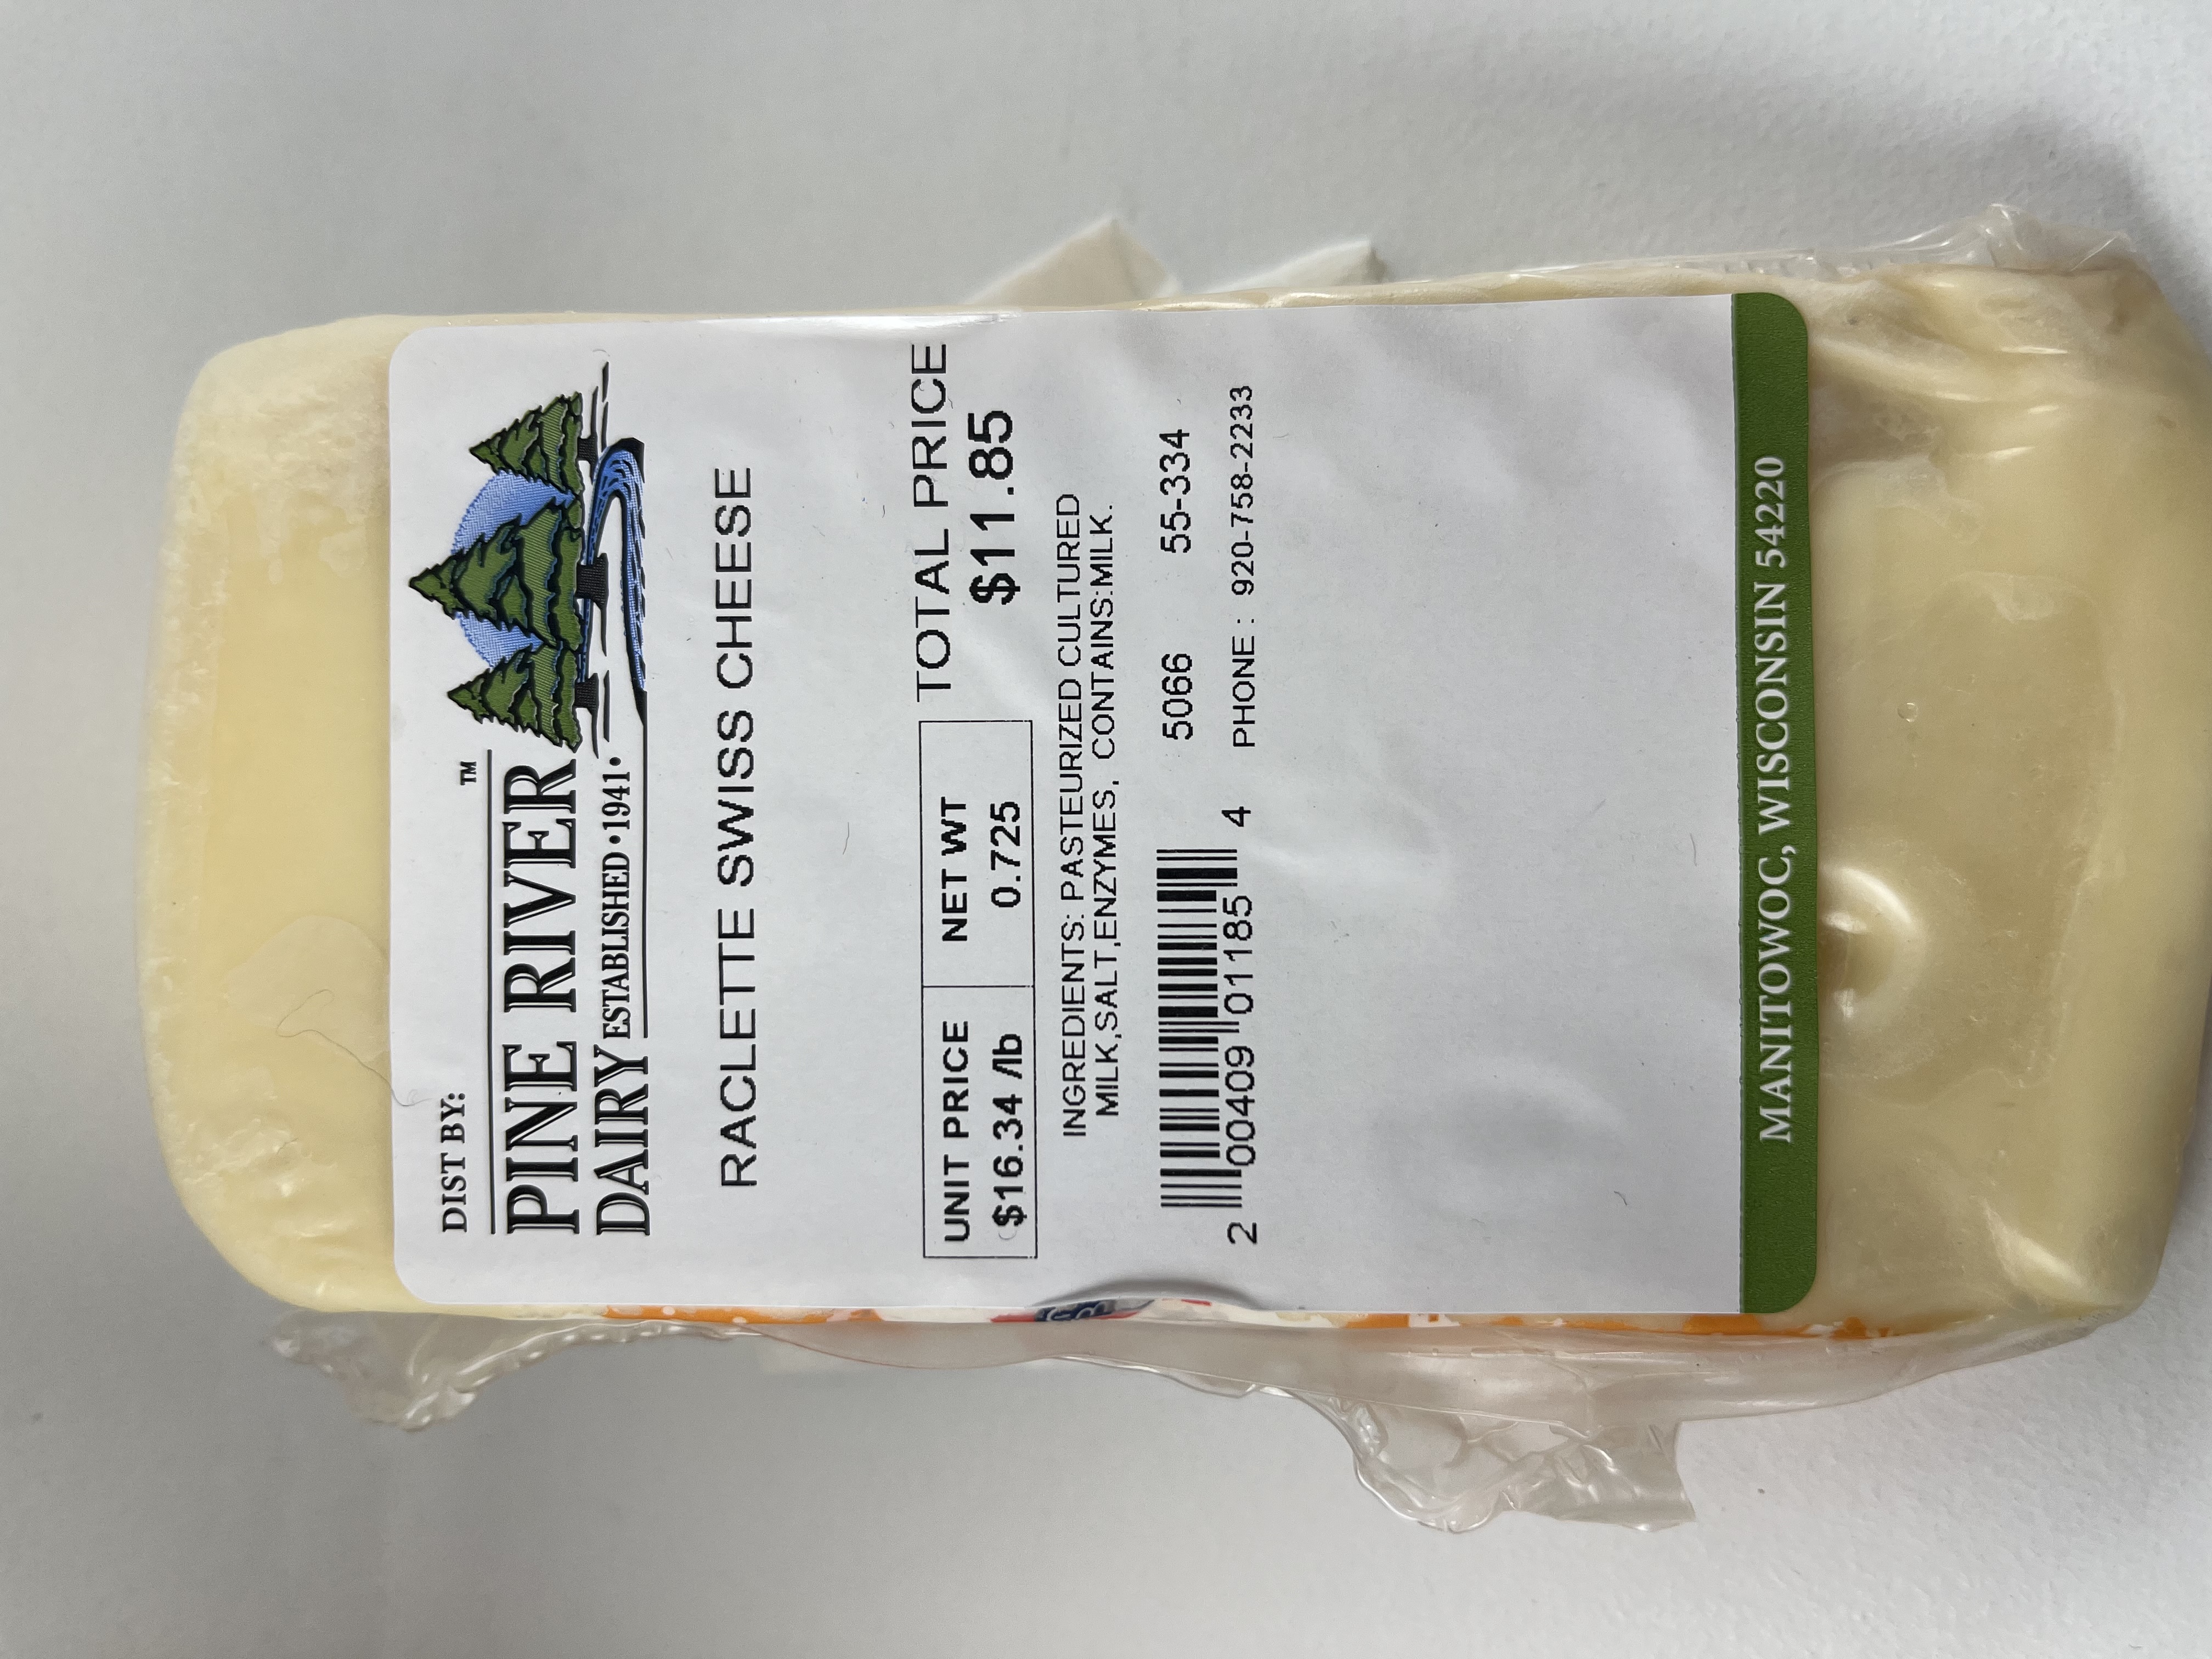 DIST BY:
PINE RIVER™
DAIRY ESTABLISHED • 1941 •
RACLETTE SWISS CHEESE
UNIT PRICE NET WT TOTAL PRICE
$16.34 /lb 0.725 $11.85
INGREDIENTS: PASTEURIZED CULTURED
MILK,SALT,ENZYMES, CONTAINS:MILK.
5066 55-334
2 00409 01185 4 PHONE : 920-758-2233
MANITOWOC, WISCONSIN 54220